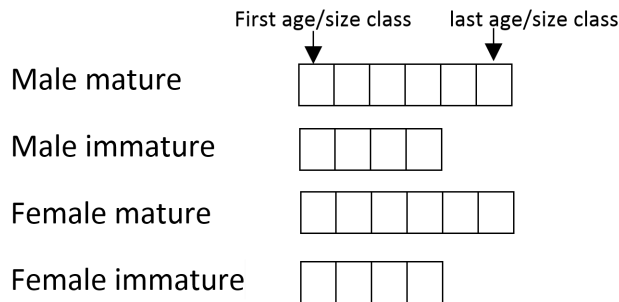 First age/size class last age/size class
Male mature
Male immature
Female mature
Female immature